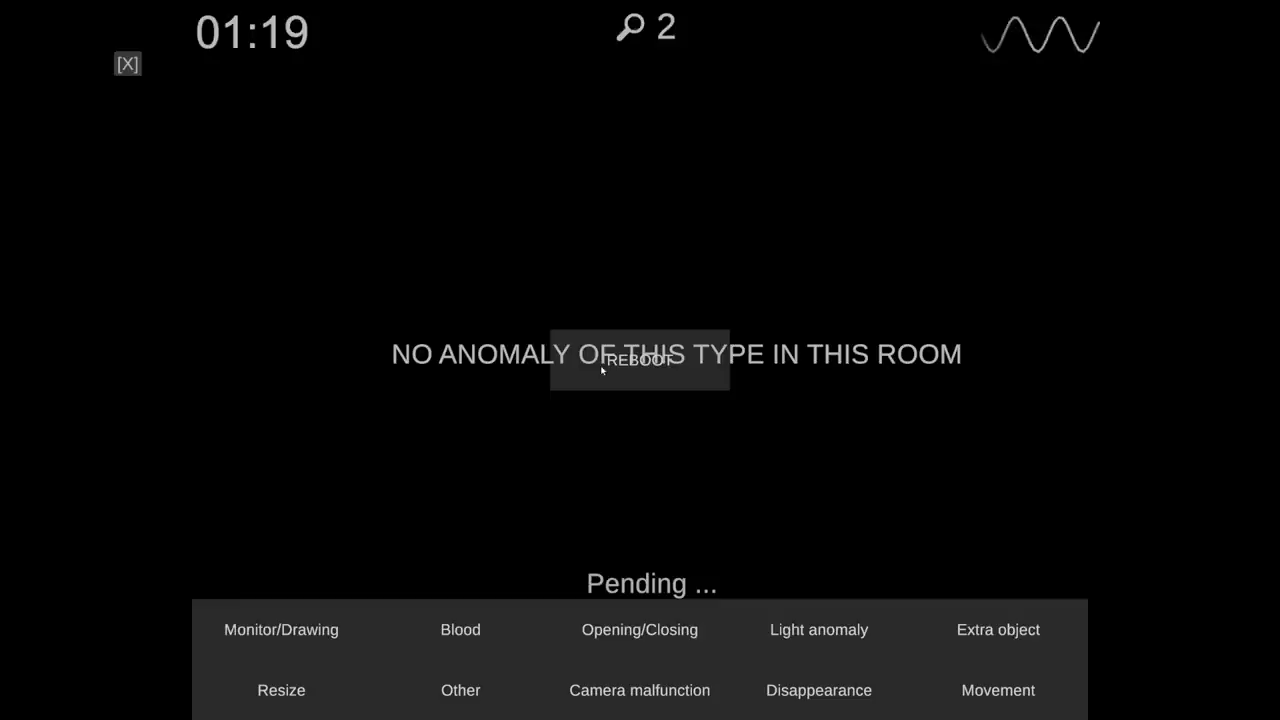 01:19
2
[X]
NO ANOMALY OF THIS TYPE IN THIS ROOM
REBOOT
Pending ...
Monitor/Drawing Blood Opening/Closing Light anomaly Extra object
Resize Other Camera malfunction Disappearance Movement